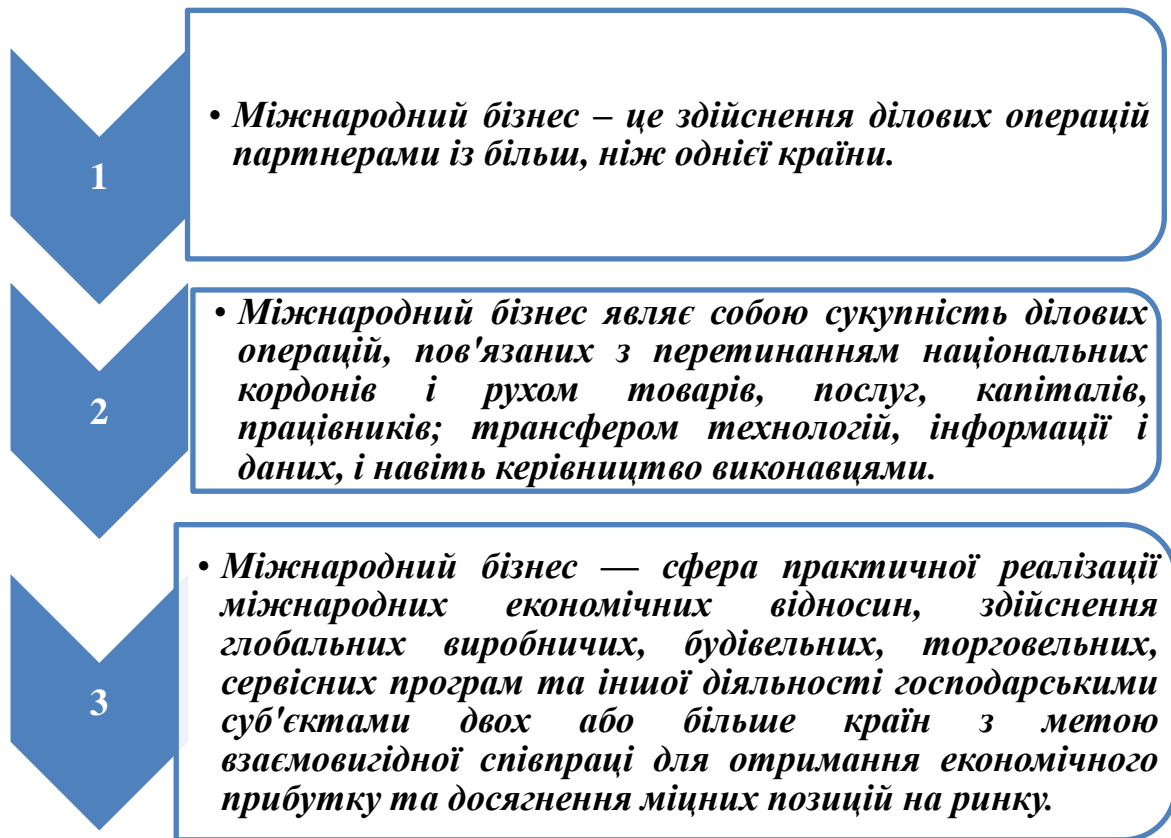 1
• Міжнародний бізнес – це здійснення ділових операцій
партнерами із більш, ніж однієї країни.
2
• Міжнародний бізнес являє собою сукупність ділових
операцій, пов'язаних з перетинанням національних
кордонів і рухом товарів, послуг, капіталів,
працівників; трансфером технологій, інформації і
даних, і навіть керівництво виконавцями.
3
• Міжнародний бізнес — сфера практичної реалізації
міжнародних економічних відносин, здійснення
глобальних виробничих, будівельних, торговельних,
сервісних програм та іншої діяльності господарськими
суб'єктами двох або більше країн з метою
взаємовигідної співпраці для отримання економічного
прибутку та досягнення міцних позицій на ринку.